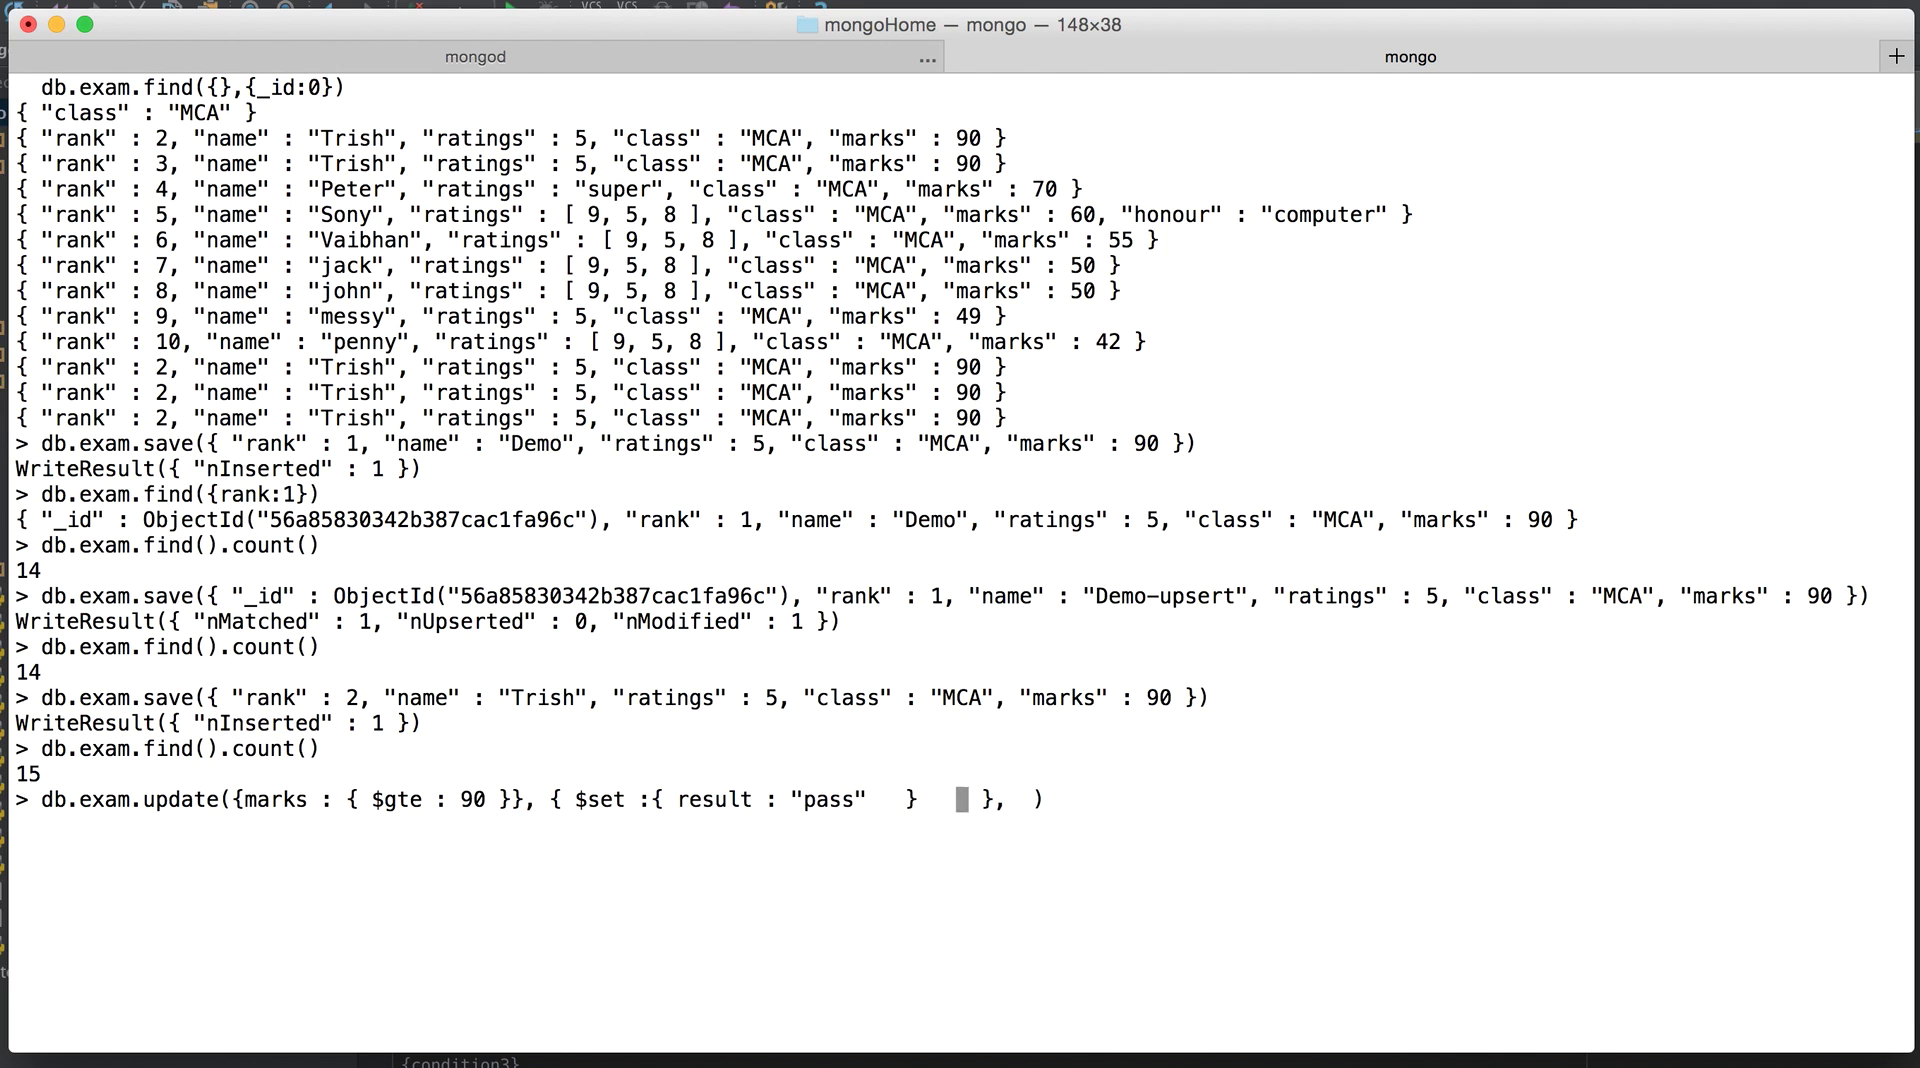 VCS VCS ?
mongoHome — mongo — 148×38
mongod ... mongo +
db.exam.find({},{_id:0})
{ "class" : "MCA" }
{ "rank" : 2, "name" : "Trish", "ratings" : 5, "class" : "MCA", "marks" : 90 }
{ "rank" : 3, "name" : "Trish", "ratings" : 5, "class" : "MCA", "marks" : 90 }
{ "rank" : 4, "name" : "Peter", "ratings" : "super", "class" : "MCA", "marks" : 70 }
{ "rank" : 5, "name" : "Sony", "ratings" : [ 9, 5, 8 ], "class" : "MCA", "marks" : 60, "honour" : "computer" }
{ "rank" : 6, "name" : "Vaibhan", "ratings" : [ 9, 5, 8 ], "class" : "MCA", "marks" : 55 }
{ "rank" : 7, "name" : "jack", "ratings" : [ 9, 5, 8 ], "class" : "MCA", "marks" : 50 }
{ "rank" : 8, "name" : "john", "ratings" : [ 9, 5, 8 ], "class" : "MCA", "marks" : 50 }
{ "rank" : 9, "name" : "messy", "ratings" : 5, "class" : "MCA", "marks" : 49 }
{ "rank" : 10, "name" : "penny", "ratings" : [ 9, 5, 8 ], "class" : "MCA", "marks" : 42 }
{ "rank" : 2, "name" : "Trish", "ratings" : 5, "class" : "MCA", "marks" : 90 }
{ "rank" : 2, "name" : "Trish", "ratings" : 5, "class" : "MCA", "marks" : 90 }
{ "rank" : 2, "name" : "Trish", "ratings" : 5, "class" : "MCA", "marks" : 90 }
> db.exam.save({ "rank" : 1, "name" : "Demo", "ratings" : 5, "class" : "MCA", "marks" : 90 })
WriteResult({ "nInserted" : 1 })
> db.exam.find({rank:1})
{ "_id" : ObjectId("56a85830342b387cac1fa96c"), "rank" : 1, "name" : "Demo", "ratings" : 5, "class" : "MCA", "marks" : 90 }
> db.exam.find().count()
14
> db.exam.save({ "_id" : ObjectId("56a85830342b387cac1fa96c"), "rank" : 1, "name" : "Demo-upsert", "ratings" : 5, "class" : "MCA", "marks" : 90 })
WriteResult({ "nMatched" : 1, "nUpserted" : 0, "nModified" : 1 })
> db.exam.find().count()
14
> db.exam.save({ "rank" : 2, "name" : "Trish", "ratings" : 5, "class" : "MCA", "marks" : 90 })
WriteResult({ "nInserted" : 1 })
> db.exam.find().count()
15
> db.exam.update({marks : { $gte : 90 }}, { $set :{ result : "pass"   }    },  )
{condition3}